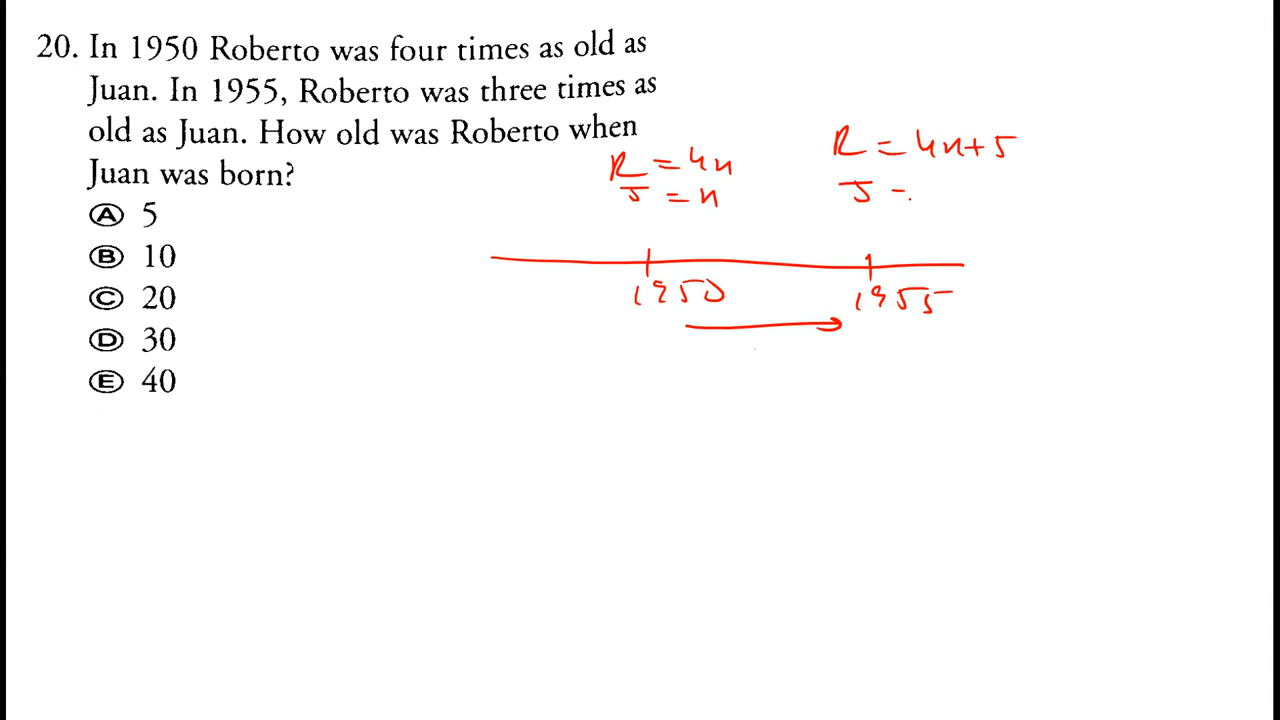 20. In 1950 Roberto was four times as old as
Juan. In 1955, Roberto was three times as
old as Juan. How old was Roberto when
Juan was born?
A 5
B 10
C 20
D 30
E 40
R = 4n
J = n
R = 4n+5
J =
1950
1955